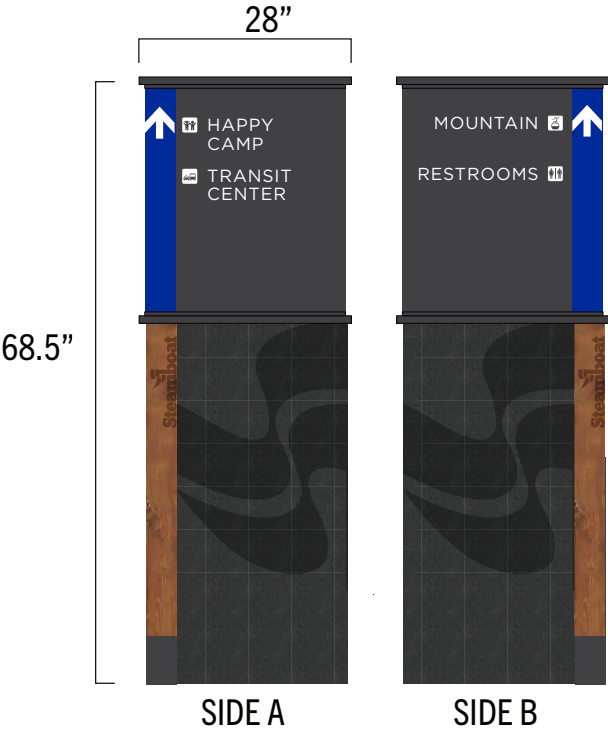 28”
HAPPY
CAMP
TRANSIT
CENTER
MOUNTAIN
RESTROOMS
68.5”
Steamboat
Steamboat
SIDE A
SIDE B